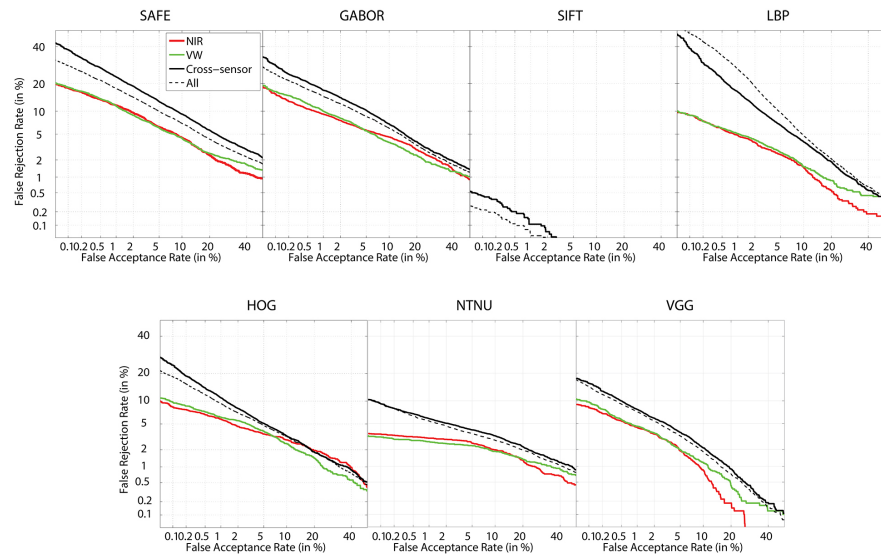 SAFE GABOR SIFT LBP
False Rejection Rate (in %)
40
20
10
5
2
1
0.5
0.2
0.1
NIR
VW
Cross-sensor
All
0.10.2 0.5 1 2 5 10 20 40
0.10.2 0.5 1 2 5 10 20 40
0.10.2 0.5 1 2 5 10 20 40
0.10.2 0.5 1 2 5 10 20 40
False Acceptance Rate (in %) False Acceptance Rate (in %) False Acceptance Rate (in %) False Acceptance Rate (in %)
HOG NTNU VGG
False Rejection Rate (in %)
40
20
10
5
2
1
0.5
0.2
0.1
0.10.2 0.5 1 2 5 10 20 40
0.10.2 0.5 1 2 5 10 20 40
0.10.2 0.5 1 2 5 10 20 40
False Acceptance Rate (in %) False Acceptance Rate (in %) False Acceptance Rate (in %)